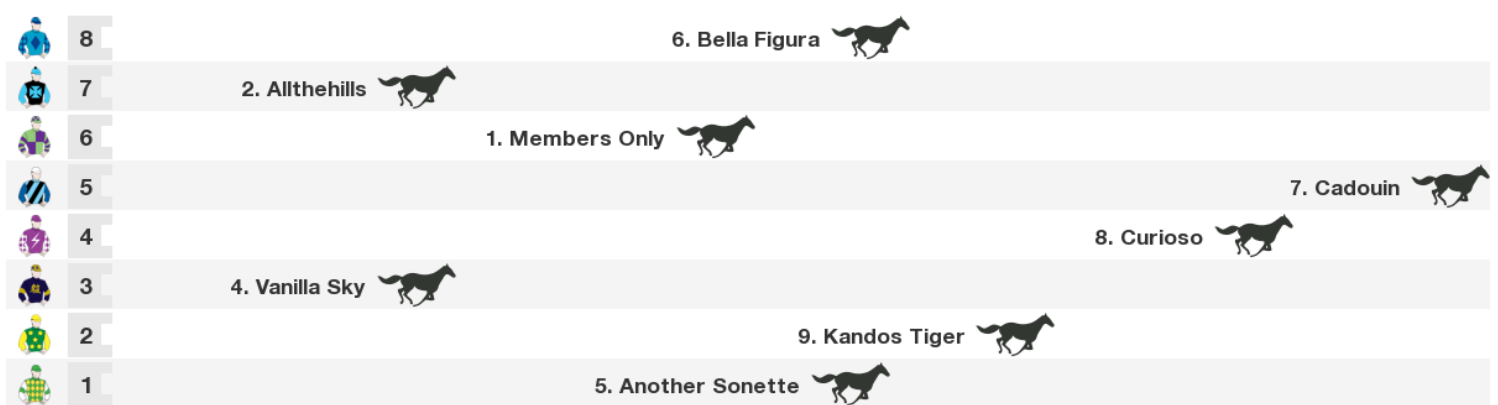 8 6. Bella Figura
7 2. Allthehills
6 1. Members Only
5 7. Cadouin
4 8. Curioso
3 4. Vanilla Sky
2 9. Kandos Tiger
1 5. Another Sonette